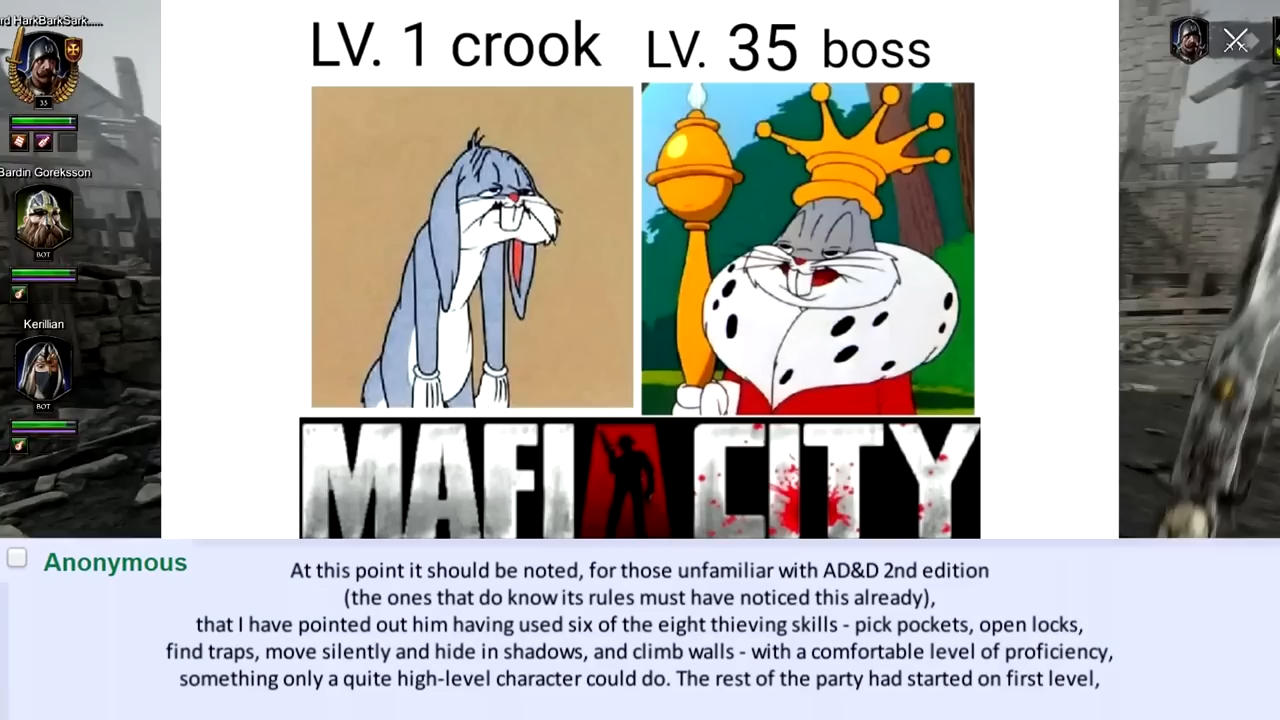 LV. 1 crook
LV. 35 boss
rd HarkBarkSark.....
33
Bardin Goreksson
BOT
Kerillian
BOT
MAFIA CITY
Anonymous
At this point it should be noted, for those unfamiliar with AD&D 2nd edition
(the ones that do know its rules must have noticed this already),
that I have pointed out him having used six of the eight thieving skills - pick pockets, open locks,
find traps, move silently and hide in shadows, and climb walls - with a comfortable level of proficiency,
something only a quite high-level character could do. The rest of the party had started on first level,